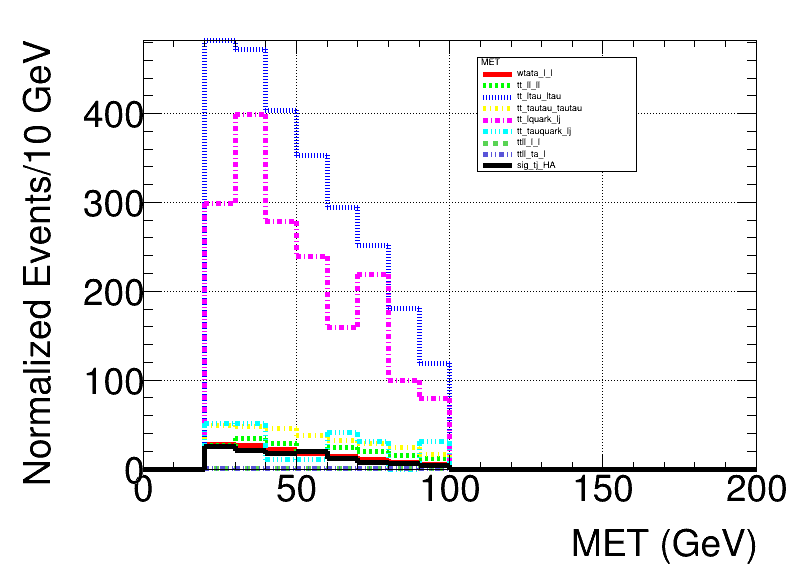 Normalized Events/10 GeV
400
300
200
100
0
0 50 100 150 200
MET (GeV)
MET
wtata_l_l
tt_ll_ll
tt_ltau_ltau
tt_tautau_tautau
tt_lquark_lj
tt_tauquark_lj
ttll_l_l
ttll_ta_l
sig_tj_HA